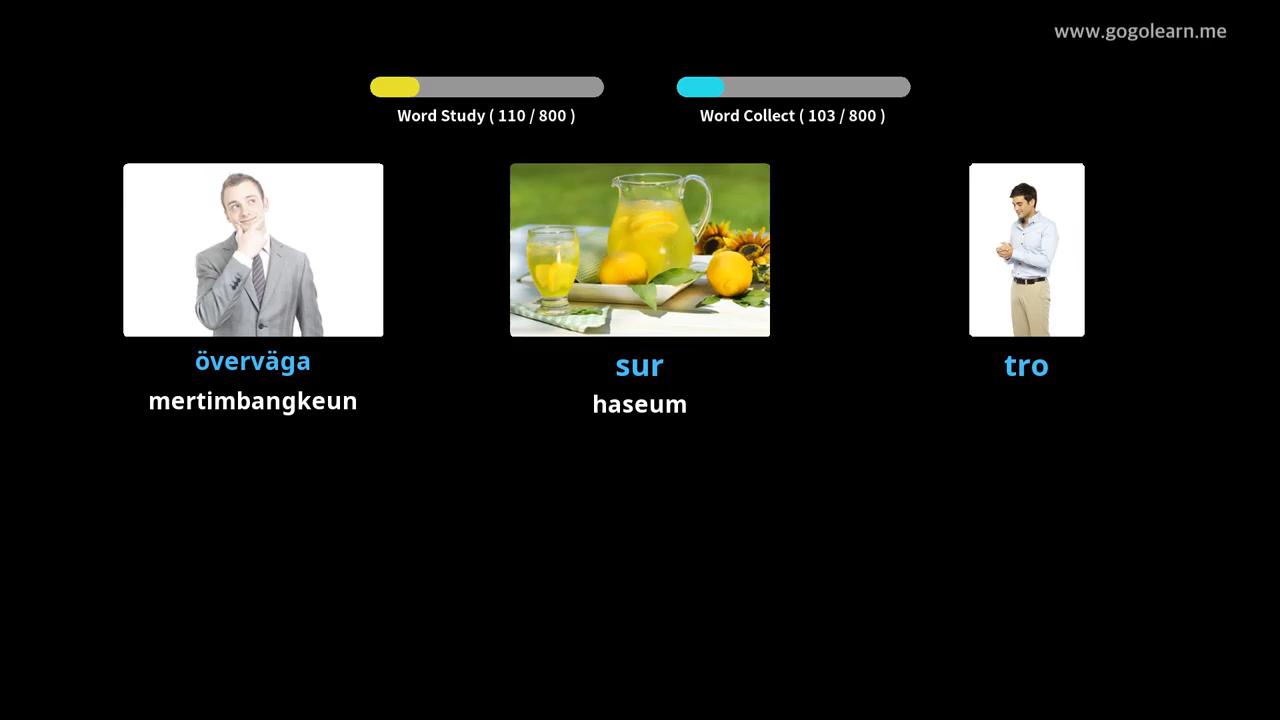 www.gogolearn.me
Word Study ( 110 / 800 )
Word Collect ( 103 / 800 )
överväga
mertimbangkeun
sur
haseum
tro